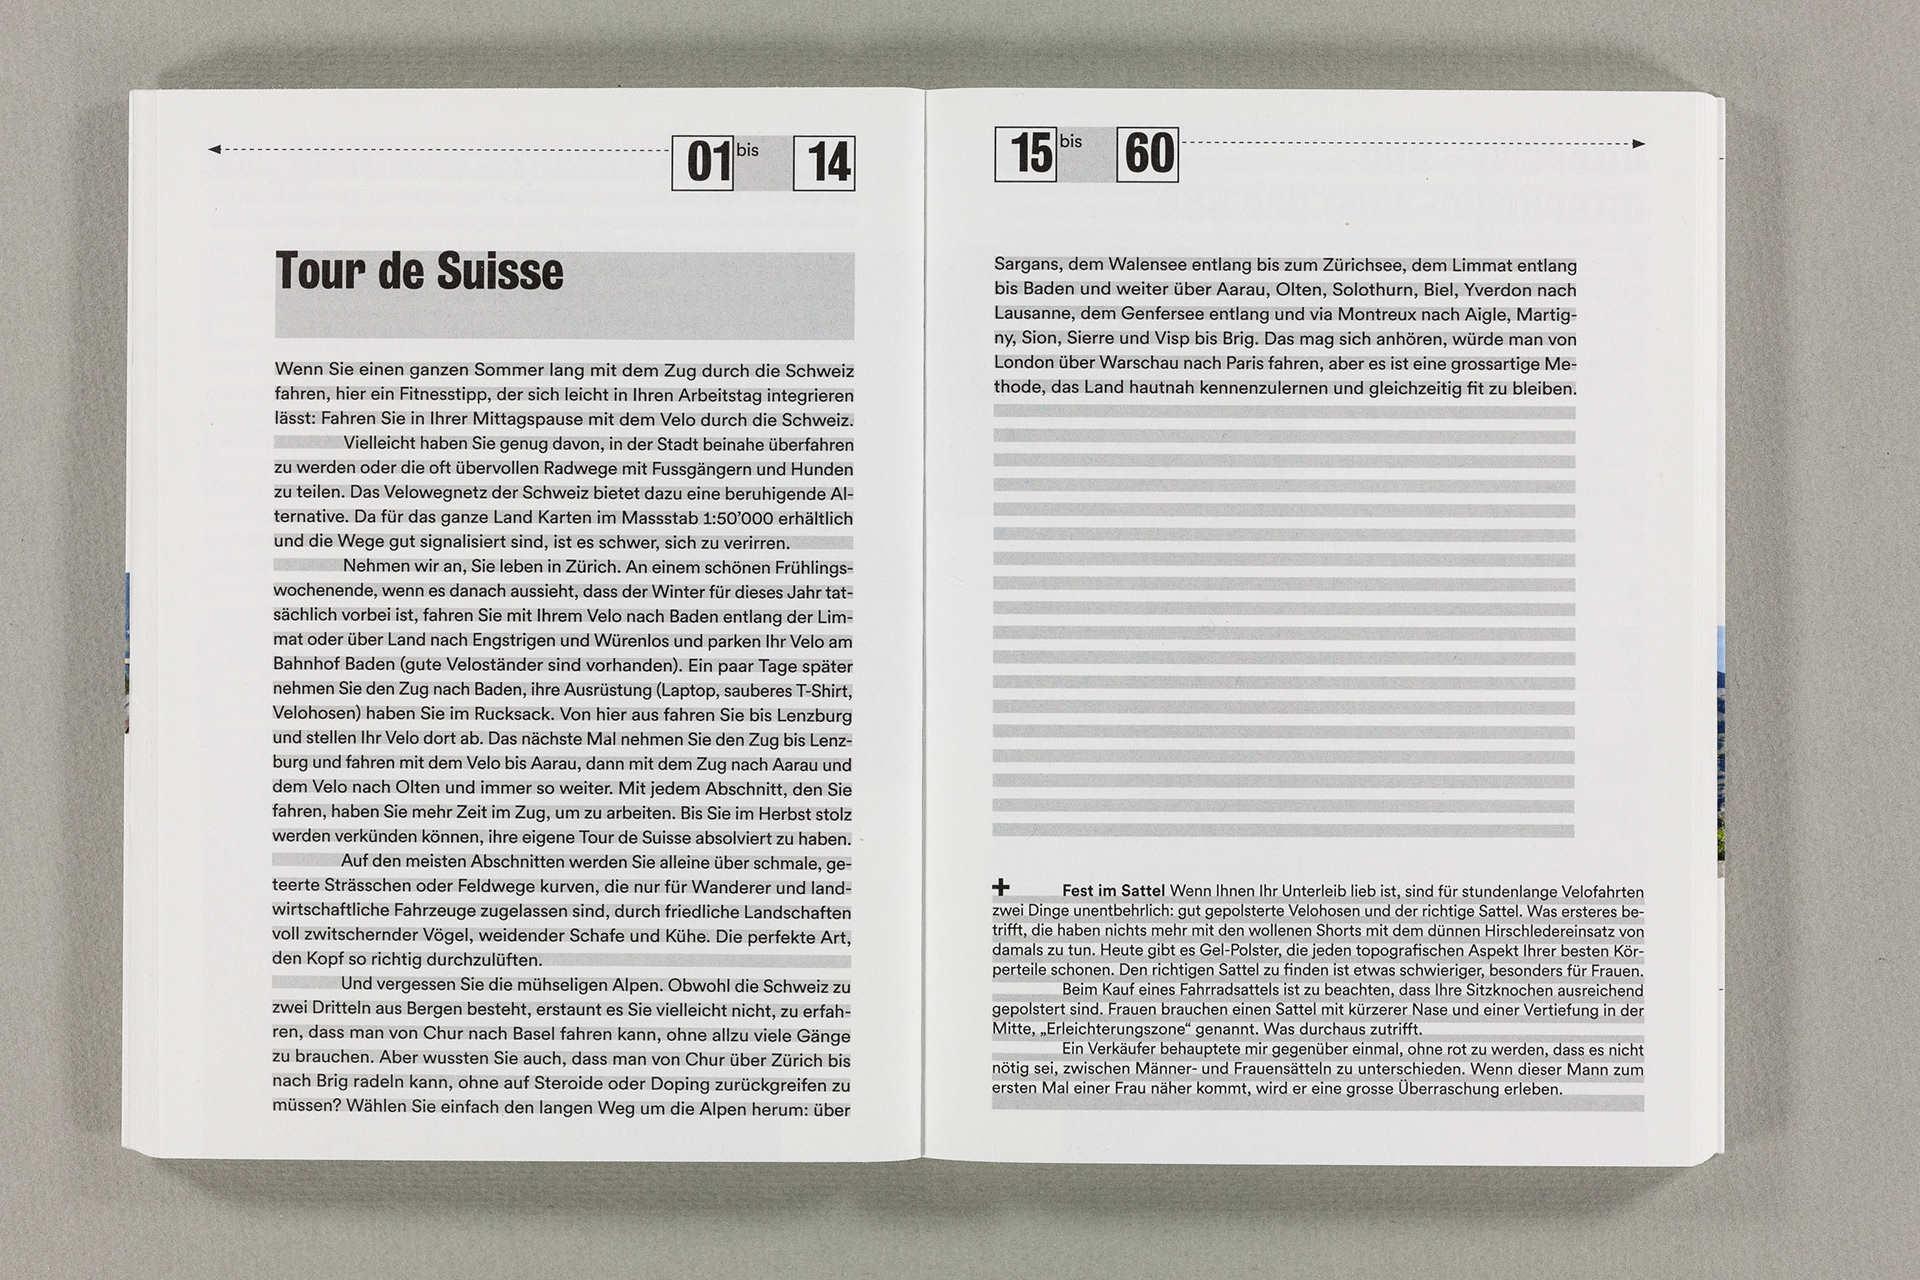 01 bis 14
Tour de Suisse
Wenn Sie einen ganzen Sommer lang mit dem Zug durch die Schweiz
fahren, hier ein Fitnesstipp, der sich leicht in Ihren Arbeitstag integrieren
lässt: Fahren Sie in Ihrer Mittagspause mit dem Velo durch die Schweiz.
Vielleicht haben Sie genug davon, in der Stadt beinahe überfahren
zu werden oder die oft übervollen Radwege mit Fussgängern und Hunden
zu teilen. Das Velowegnetz der Schweiz bietet dazu eine beruhigende Al-
ternative. Da für das ganze Land Karten im Massstab 1:50’000 erhältlich
und die Wege gut signalisiert sind, ist es schwer, sich zu verirren.
Nehmen wir an, Sie leben in Zürich. An einem schönen Frühlings-
wochenende, wenn es danach aussieht, dass der Winter für dieses Jahr tat-
sächlich vorbei ist, fahren Sie mit Ihrem Velo nach Baden entlang der Lim-
mat oder über Land nach Engstrigen und Würenlos und parken Ihr Velo am
Bahnhof Baden (gute Veloständer sind vorhanden). Ein paar Tage später
nehmen Sie den Zug nach Baden, ihre Ausrüstung (Laptop, sauberes T-Shirt,
Velohosen) haben Sie im Rucksack. Von hier aus fahren Sie bis Lenzburg
und stellen Ihr Velo dort ab. Das nächste Mal nehmen Sie den Zug bis Lenz-
burg und fahren mit dem Velo bis Aarau, dann mit dem Zug nach Aarau und
dem Velo nach Olten und immer so weiter. Mit jedem Abschnitt, den Sie
fahren, haben Sie mehr Zeit im Zug, um zu arbeiten. Bis Sie im Herbst stolz
werden verkünden können, ihre eigene Tour de Suisse absolviert zu haben.
Auf den meisten Abschnitten werden Sie alleine über schmale, ge-
teerte Strässchen oder Feldwege kurven, die nur für Wanderer und land-
wirtschaftliche Fahrzeuge zugelassen sind, durch friedliche Landschaften
voll zwitschernder Vögel, weidender Schafe und Kühe. Die perfekte Art,
den Kopf so richtig durchzulüften.
Und vergessen Sie die mühseligen Alpen. Obwohl die Schweiz zu
zwei Dritteln aus Bergen besteht, erstaunt es Sie vielleicht nicht, zu erfah-
ren, dass man von Chur nach Basel fahren kann, ohne allzu viele Gänge
zu brauchen. Aber wussten Sie auch, dass man von Chur über Zürich bis
nach Brig radeln kann, ohne auf Steroide oder Doping zurückgreifen zu
müssen? Wählen Sie einfach den langen Weg um die Alpen herum: über
15 bis 60
Sargans, dem Walensee entlang bis zum Zürichsee, dem Limmat entlang
bis Baden und weiter über Aarau, Olten, Solothurn, Biel, Yverdon nach
Lausanne, dem Genfersee entlang und via Montreux nach Aigle, Martig-
ny, Sion, Sierre und Visp bis Brig. Das mag sich anhören, würde man von
London über Warschau nach Paris fahren, aber es ist eine grossartige Me-
thode, das Land hautnah kennenzulernen und gleichzeitig fit zu bleiben.
+ Fest im Sattel Wenn Ihnen Ihr Unterleib lieb ist, sind für stundenlange Velofahrten
zwei Dinge unentbehrlich: gut gepolsterte Velohosen und der richtige Sattel. Was ersteres be-
trifft, die haben nichts mehr mit den wollenen Shorts mit dem dünnen Hirschledereinsatz von
damals zu tun. Heute gibt es Gel-Polster, die jeden topografischen Aspekt Ihrer besten Kör-
perteile schonen. Den richtigen Sattel zu finden ist etwas schwieriger, besonders für Frauen.
Beim Kauf eines Fahrradsattels ist zu beachten, dass Ihre Sitzknochen ausreichend
gepolstert sind. Frauen brauchen einen Sattel mit kürzerer Nase und einer Vertiefung in der
Mitte, „Erleichterungszone“ genannt. Was durchaus zutrifft.
Ein Verkäufer behauptete mir gegenüber einmal, ohne rot zu werden, dass es nicht
nötig sei, zwischen Männer- und Frauensätteln zu unterschieden. Wenn dieser Mann zum
ersten Mal einer Frau näher kommt, wird er eine grosse Überraschung erleben.